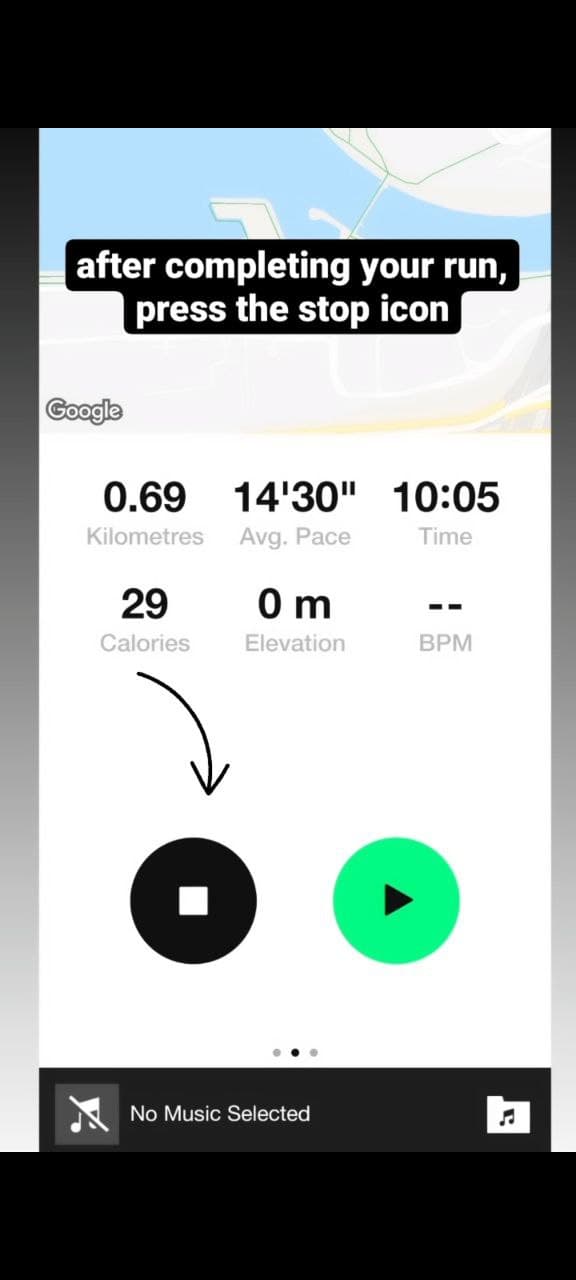 after completing your run,
press the stop icon
Google
0.69 14'30" 10:05
Kilometres Avg. Pace Time
29 0 m --
Calories Elevation BPM
No Music Selected